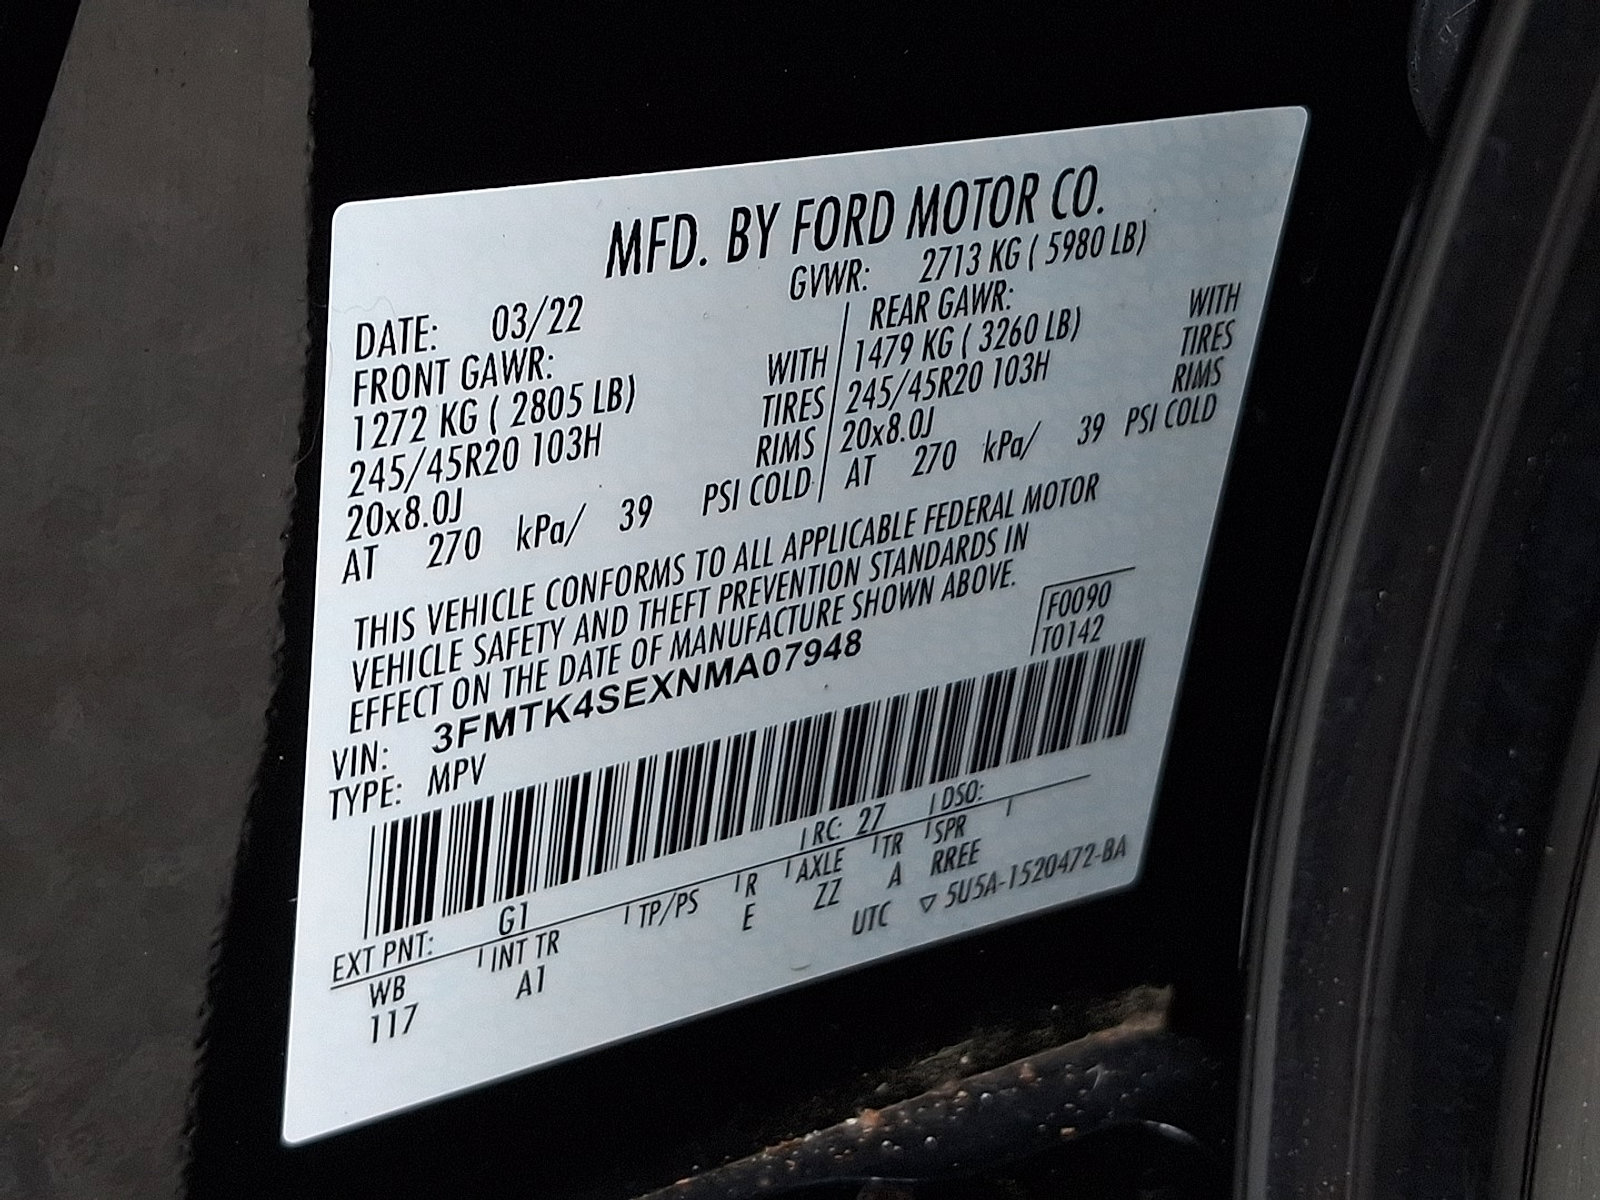 MFD. BY FORD MOTOR CO.
DATE: 03/22 GVWR: 2713 KG ( 5980 LB)
FRONT GAWR: REAR GAWR:
1272 KG ( 2805 LB) WITH 1479 KG ( 3260 LB) WITH
245/45R20 103H TIRES 245/45R20 103H TIRES
20x8.0J RIMS 20x8.0J RIMS
AT 270 kPa/ 39 PSI COLD AT 270 kPa/ 39 PSI COLD
THIS VEHICLE CONFORMS TO ALL APPLICABLE FEDERAL MOTOR
VEHICLE SAFETY AND THEFT PREVENTION STANDARDS IN
EFFECT ON THE DATE OF MANUFACTURE SHOWN ABOVE.
F0090
T0142
VIN: 3FMTK4SEXNMA07948
TYPE: MPV
EXT PNT: G1 RC: 27 DSO:
WB INT TR TP/PS R AXLE TR SPR
117 A1 E ZZ A RREE
UTC ▽ 5U5A-1520472-BA